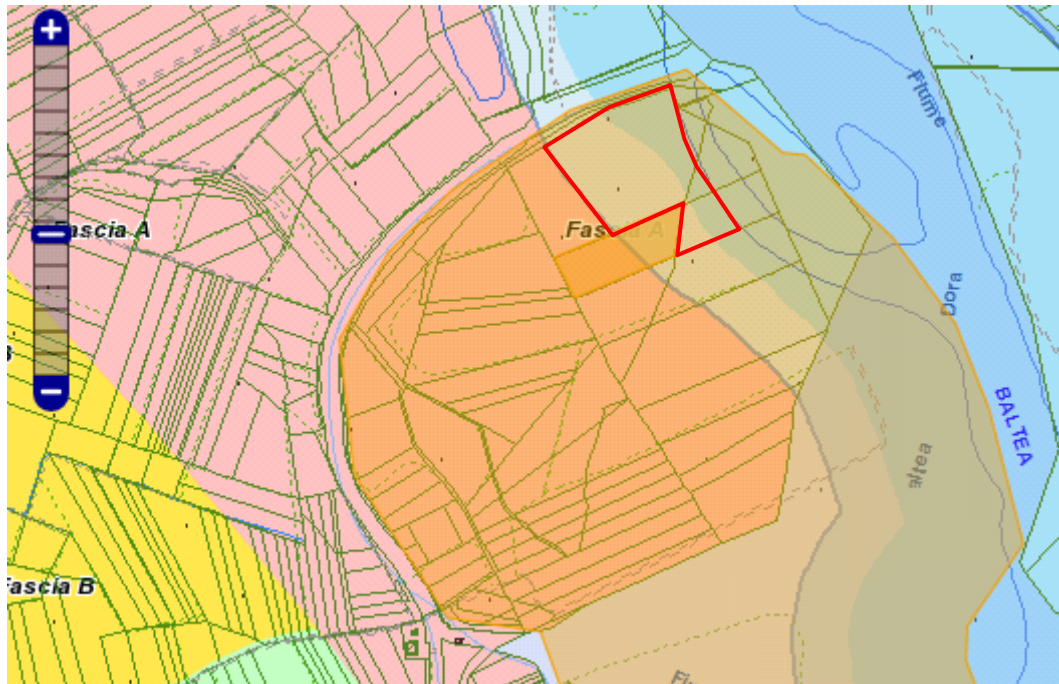 Fiume
Fascia A
,Fascia A
Dora
BALTEA
altea
Fascia B